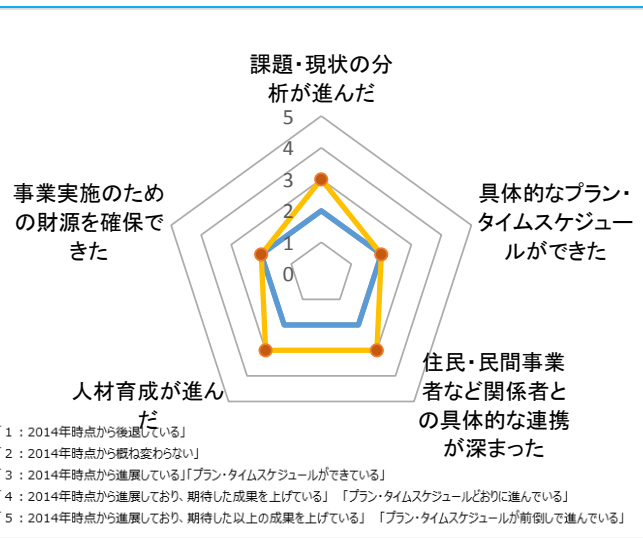 課題・現状の分
析が進んだ
5
4
3
2
1
0
事業実施のため
の財源を確保で
きた
具体的なプラン・
タイムスケジュー
ルができた
人材育成が進ん
だ
住民・民間事業
者など関係者と
の具体的な連携
が深まった
「1：2014年時点から後退している」
「2：2014年時点から概ね変わらない」
「3：2014年時点から進展している」「プラン・タイムスケジュールができている」
「4：2014年時点から進展しており、期待した成果を上げている」 「プラン・タイムスケジュールどおりに進んでいる」
「5：2014年時点から進展しており、期待した以上の成果を上げている」 「プラン・タイムスケジュールが前倒しで進んでいる」